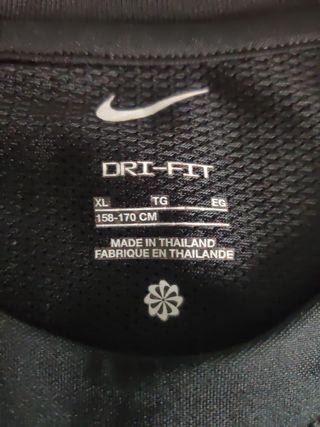 DRI-FIT
XL TG EG
158-170 CM
MADE IN THAILAND
FABRIQUE EN THAILANDE